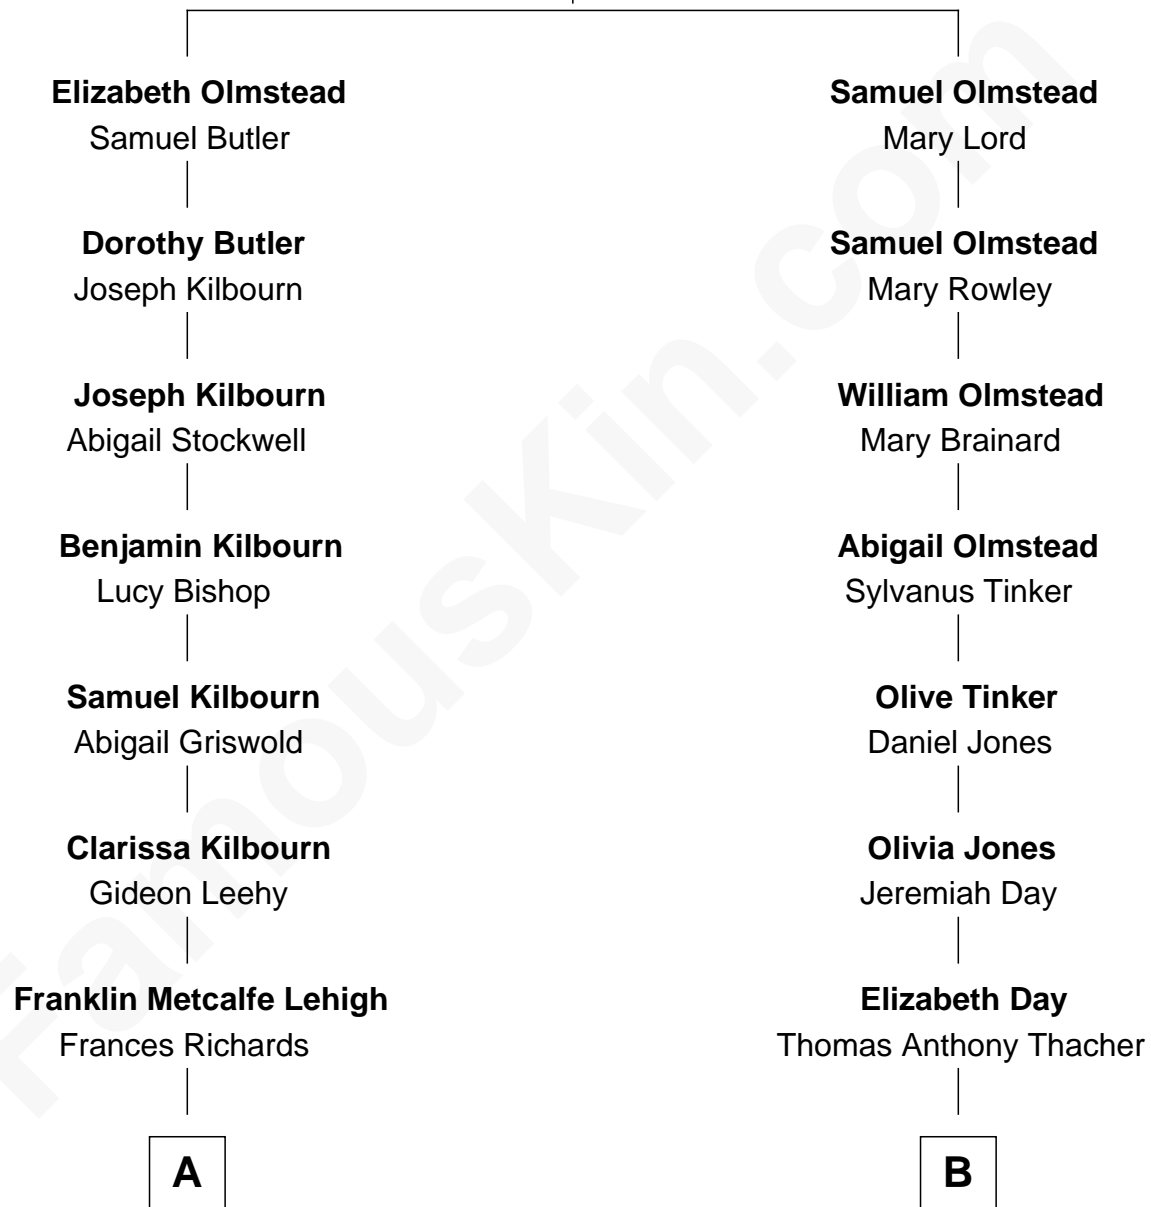 Elizabeth Olmstead
Samuel Butler
Dorothy Butler
Joseph Kilbourn
Joseph Kilbourn
Abigail Stockwell
Benjamin Kilbourn
Lucy Bishop
Samuel Kilbourn
Abigail Griswold
Clarissa Kilbourn
Gideon Leehy
Franklin Metcalfe Lehigh
Frances Richards
A
Samuel Olmstead
Mary Lord
Samuel Olmstead
Mary Rowley
William Olmstead
Mary Brainard
Abigail Olmstead
Sylvanus Tinker
Olive Tinker
Daniel Jones
Olivia Jones
Jeremiah Day
Elizabeth Day
Thomas Anthony Thacher
B
FamousKin.com